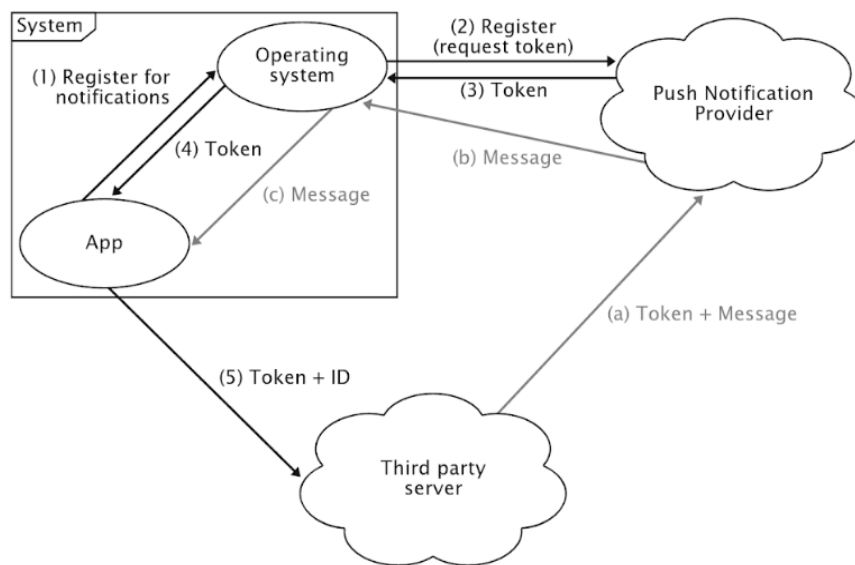 System
Operating
system
(1) Register for
notifications
(2) Register
(request token)
(3) Token
Push Notification
Provider
(4) Token
(b) Message
(c) Message
App
(a) Token + Message
(5) Token + ID
Third party
server